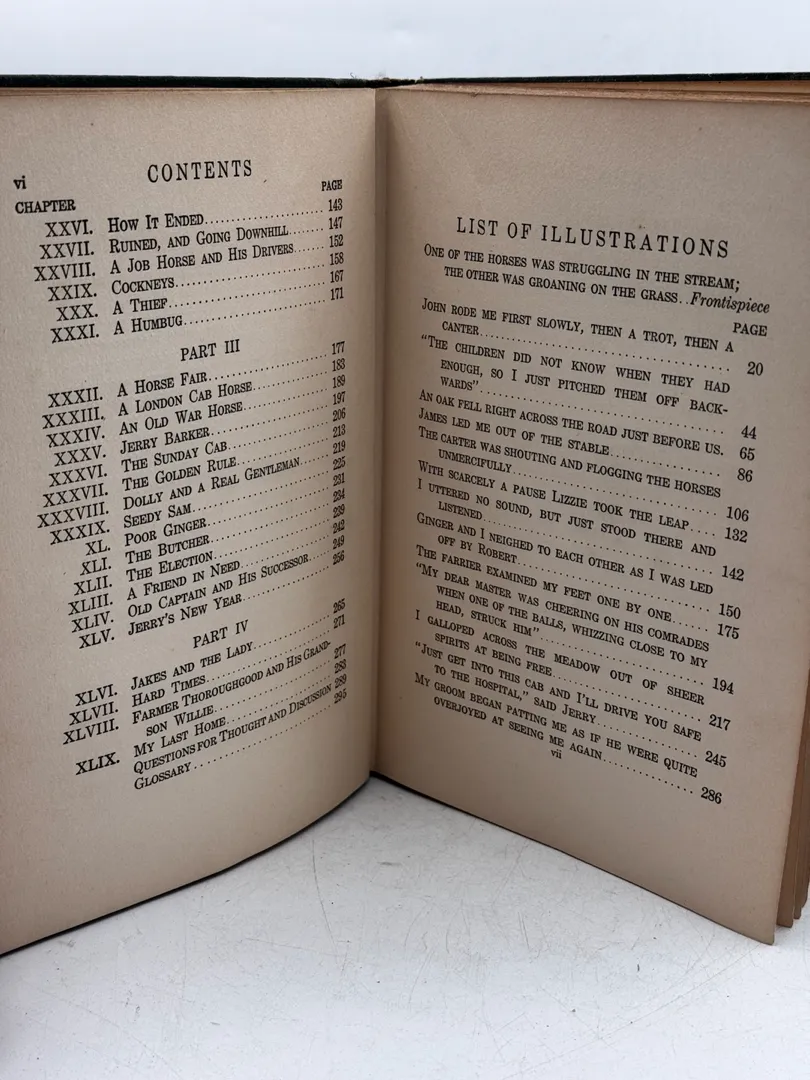 vi
CONTENTS
CHAPTER PAGE
XXVI. How It Ended 143
XXVII. Ruined, and Going Downhill 147
XXVIII. A Job Horse and His Drivers 152
XXIX. Cockneys 158
XXX. A Thief 167
XXXI. A Humbug 171
PART III
XXXII. A Horse Fair 177
XXXIII. A London Cab Horse 183
XXXIV. An Old War Horse 189
XXXV. Jerry Barker 197
XXXVI. The Sunday Cab 206
XXXVII. The Golden Rule 213
XXXVIII. Dolly and a Real Gentleman 219
XXXIX. Seedy Sam 225
XL. Poor Ginger 231
XLI. The Butcher 234
XLII. The Election 239
XLIII. A Friend in Need 242
XLIV. Old Captain and His Successor 249
XLV. Jerry's New Year 256
PART IV
XLVI. Jakes and the Lady 265
XLVII. Hard Times 271
XLVIII. Farmer Thoroughgood and His Grand-
son Willie 277
XLIX. My Last Home 283
Questions for Thought and Discussion 289
Glossary 295
LIST OF ILLUSTRATIONS
One of the horses was struggling in the stream;
the other was groaning on the grass..Frontispiece
PAGE
John rode me first slowly, then a trot, then a
canter 20
"The children did not know when they had
enough, so I just pitched them off back-
wards" 44
An oak fell right across the road just before us. 65
James led me out of the stable 86
The carter was shouting and flogging the horses
unmercifully 106
With scarcely a pause Lizzie took the leap 132
I uttered no sound, but just stood there and
listened 142
Ginger and I neighed to each other as I was led
off by Robert 150
The farrier examined my feet one by one 175
"My dear master was cheering on his comrades
when one of the balls, whizzing close to my
head, struck him" 194
I galloped across the meadow out of sheer
spirits at being free 217
"Just get into this cab and I'll drive you safe
to the hospital," said Jerry 245
My groom began patting me as if he were quite
overjoyed at seeing me again 286
vii